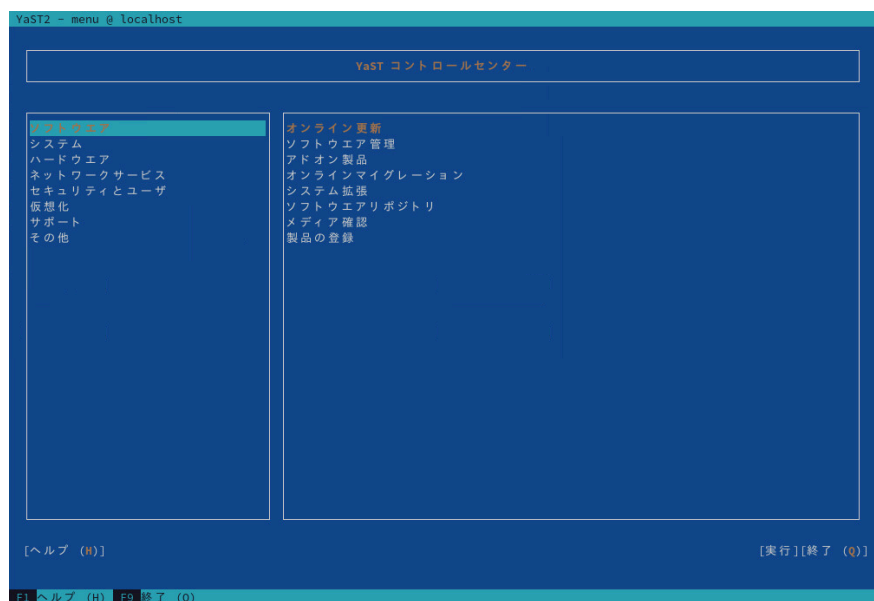 YaST2 - menu @ localhost
YaST コントロールセンター
ソフトウエア
システム
ハードウエア
ネットワークサービス
セキュリティとユーザ
仮想化
サポート
その他
オンライン更新
ソフトウエア管理
アドオン製品
オンラインマイグレーション
システム拡張
ソフトウエアリポジトリ
メディア確認
製品の登録
[ヘルプ (H)]
[実行][終了 (Q)]
F1 ヘルプ (H) F9 終了 (Q)